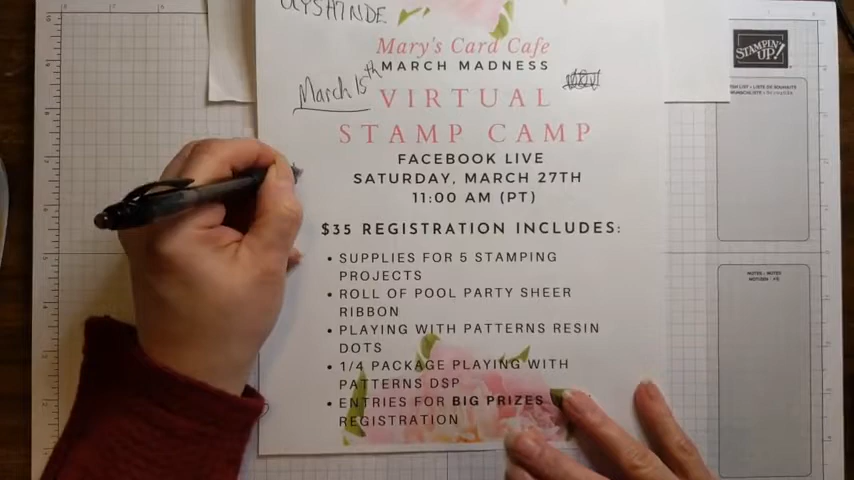 Mary's Card Cafe
MARCH MADNESS
March 15th
VIRTUAL
STAMP CAMP
FACEBOOK LIVE
SATURDAY, MARCH 27TH
11:00 AM (PT)
$35 REGISTRATION INCLUDES:
• SUPPLIES FOR 5 STAMPING
PROJECTS
• ROLL OF POOL PARTY SHEER
RIBBON
• PLAYING WITH PATTERNS RESIN
DOTS
• 1/4 PACKAGE PLAYING WITH
PATTERNS DSP
• ENTRIES FOR BIG PRIZES
REGISTRATION
STAMPIN' UP!